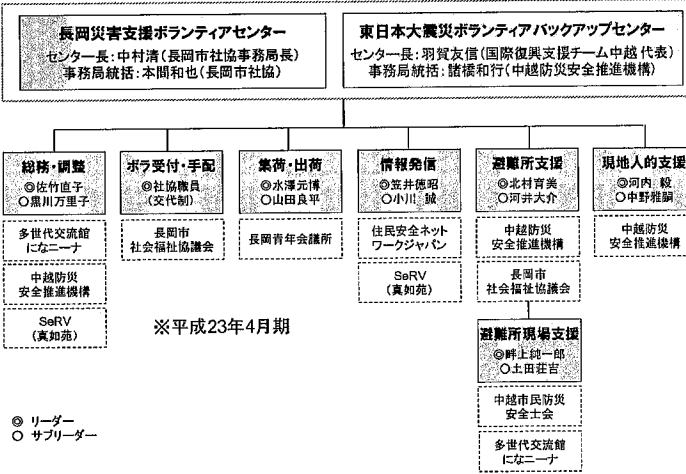 長岡災害支援ボランティアセンター
センター長:中村清(長岡市社協事務局長)
事務局統括:本間和也(長岡市社協)
東日本大震災ボランティアバックアップセンター
センター長:羽賀友信(国際復興支援チーム中越 代表)
事務局統括:諸橋和行(中越防災安全推進機構)
総務・調整
◎佐竹直子
○黒川万里子
多世代交流館
になニーナ
中越防災
安全推進機構
SeRV
(真如苑)
ボラ受付・手配
◎社協職員
(交代制)
長岡市
社会福祉協議会
集荷・出荷
◎水澤元博
○山田良平
長岡青年会議所
情報発信
◎笠井徳昭
○小川 誠
住民安全ネット
ワークジャパン
SeRV
(真如苑)
避難所支援
◎北村育美
○河井大介
中越防災
安全推進機構
長岡市
社会福祉協議会
避難所現場支援
◎畔上純一郎
○土田荘吉
中越市民防災
安全士会
多世代交流館
になニーナ
現地人的支援
◎河内 毅
○中野雅嗣
中越防災
安全推進機構
※平成23年4月期
◎ リーダー
○ サブリーダー